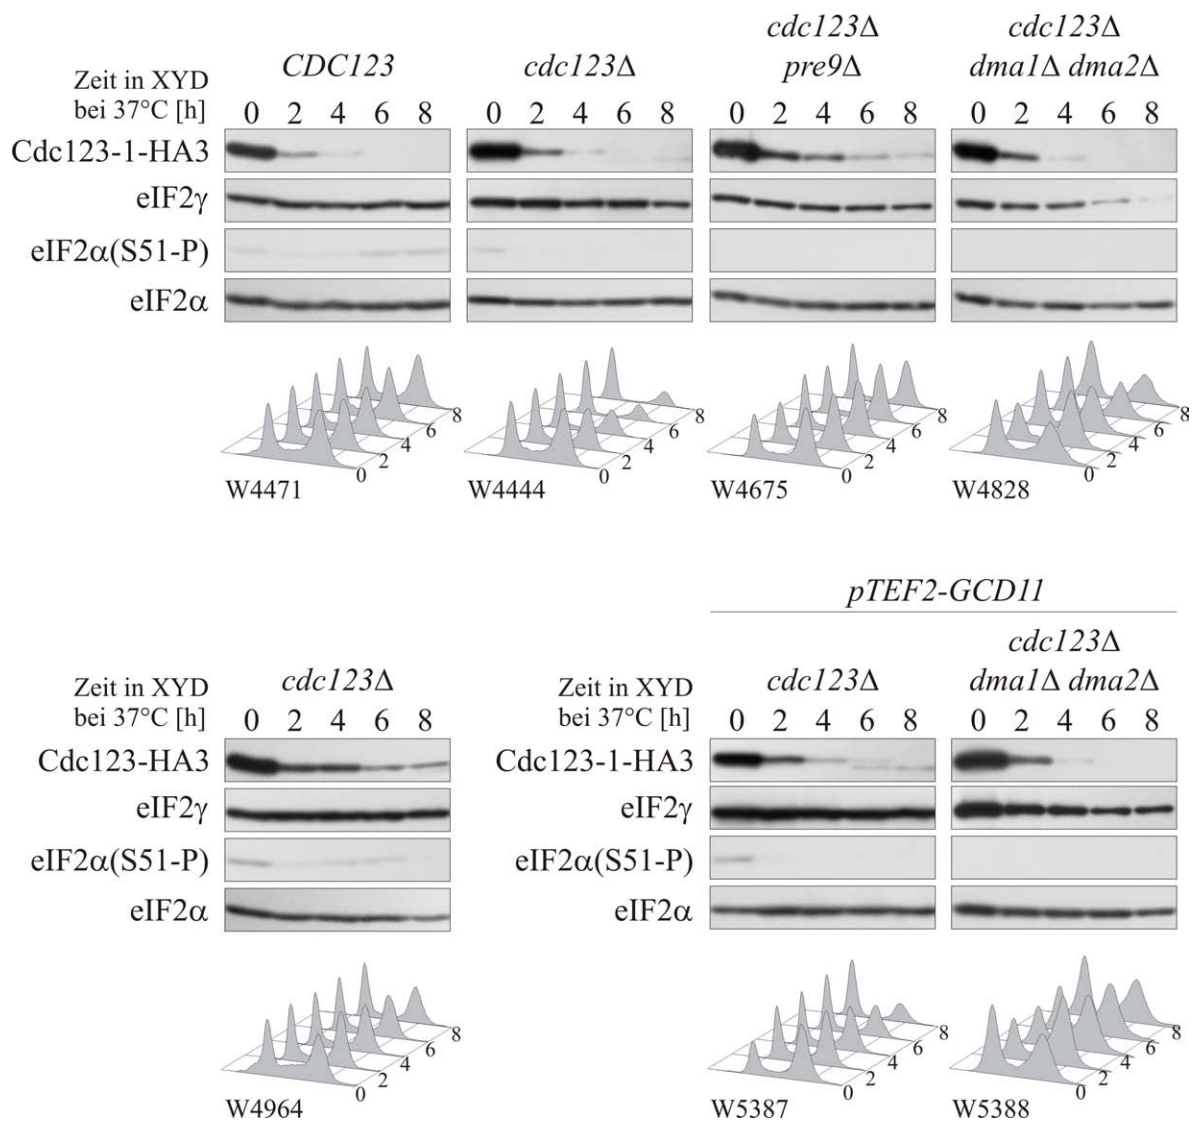 cdc123Δ cdc123Δ
CDC123 cdc123Δ pre9Δ dma1Δ dma2Δ
Zeit in XYD
bei 37°C [h] 0 2 4 6 8 0 2 4 6 8 0 2 4 6 8 0 2 4 6 8
Cdc123-1-HA3
eIF2γ
eIF2α(S51-P)
eIF2α
8 8 8 8
6 6 6 6
4 4 4 4
2 2 2 2
0 0 0 0
W4471 W4444 W4675 W4828
pTEF2-GCD11
cdc123Δ
Zeit in XYD cdc123Δ Zeit in XYD cdc123Δ dma1Δ dma2Δ
bei 37°C [h] 0 2 4 6 8 bei 37°C [h] 0 2 4 6 8 0 2 4 6 8
Cdc123-HA3 Cdc123-1-HA3
eIF2γ eIF2γ
eIF2α(S51-P) eIF2α(S51-P)
eIF2α eIF2α
8 8 8
6 6 6
4 4 4
2 2 2
0 0 0
W4964 W5387 W5388